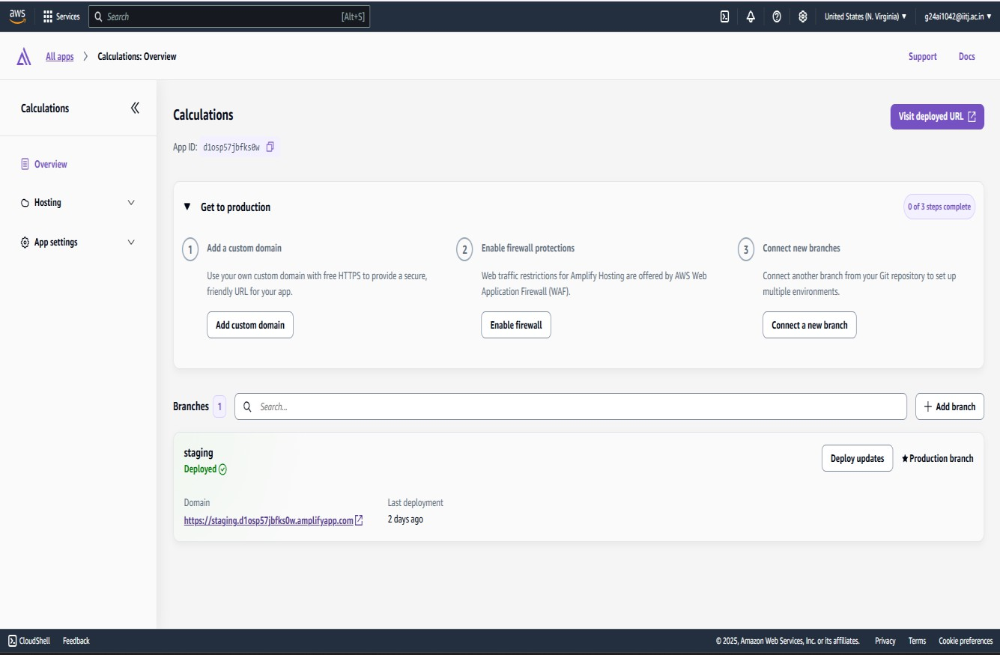 aws Services Search [Alt+S] United States (N. Virginia) ▼ g24ai1042@iitj.ac.in ▼
All apps > Calculations: Overview Support Docs
Calculations
Overview
Hosting
App settings
Calculations
Visit deployed URL
App ID: d1osp57jbfks0w
▼ Get to production
0 of 3 steps complete
1 Add a custom domain
Use your own custom domain with free HTTPS to provide a secure,
friendly URL for your app.
Add custom domain
2 Enable firewall protections
Web traffic restrictions for Amplify Hosting are offered by AWS Web
Application Firewall (WAF).
Enable firewall
3 Connect new branches
Connect another branch from your Git repository to set up
multiple environments.
Connect a new branch
Branches 1 Search... + Add branch
staging
Deployed
Deploy updates ★ Production branch
Domain
https://staging.d1osp57jbfks0w.amplifyapp.com
Last deployment
2 days ago
CloudShell Feedback © 2025, Amazon Web Services, Inc. or its affiliates. Privacy Terms Cookie preferences